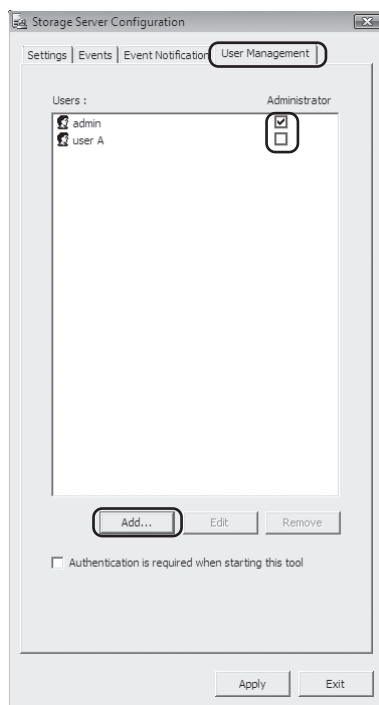 Storage Server Configuration
Settings Events Event Notification User Management
Users : Administrator
admin
user A
Add... Edit Remove
Authentication is required when starting this tool
Apply Exit